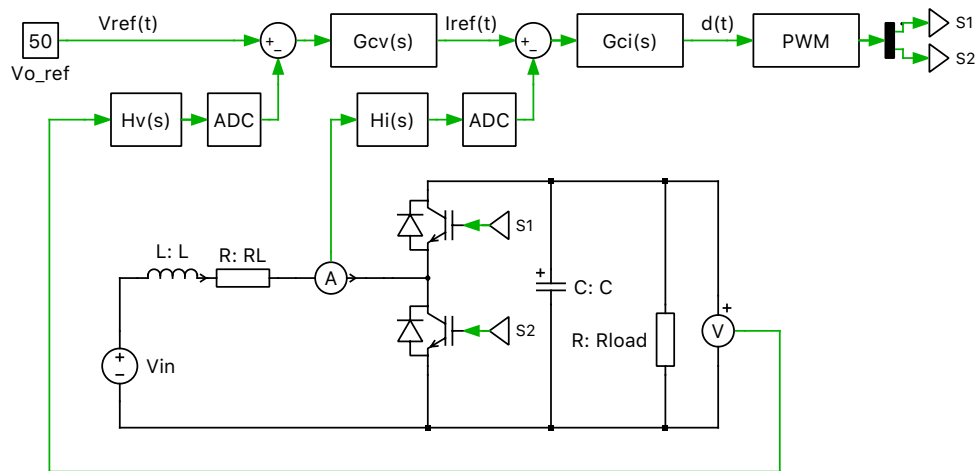 50
Vo_ref
Vref(t)
+
−
Gcv(s)
Iref(t)
+
−
Gci(s)
d(t)
PWM
S1
S2
Hv(s)
ADC
Hi(s)
ADC
S1
L: L
R: RL
A
+
C: C
S2
+
V
R: Rload
+
−
Vin